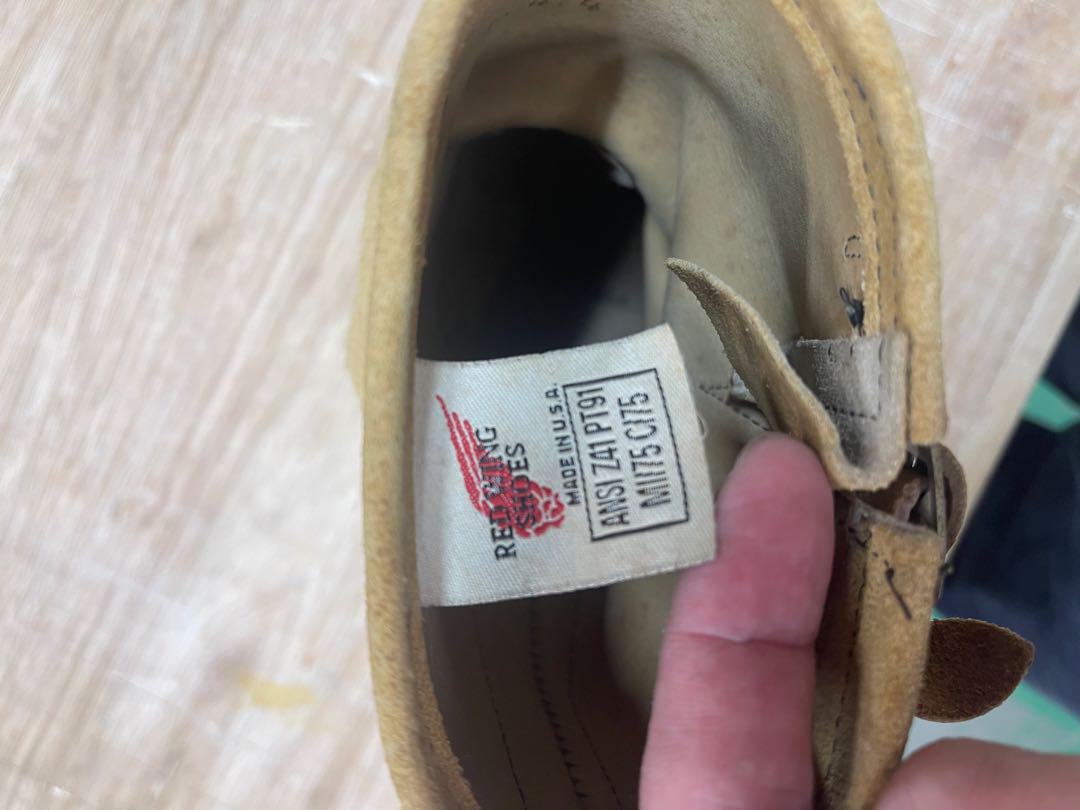 RED WING
SHOES
MADE IN U.S.A.
ANSI Z41 PT91
MI/75 C/75